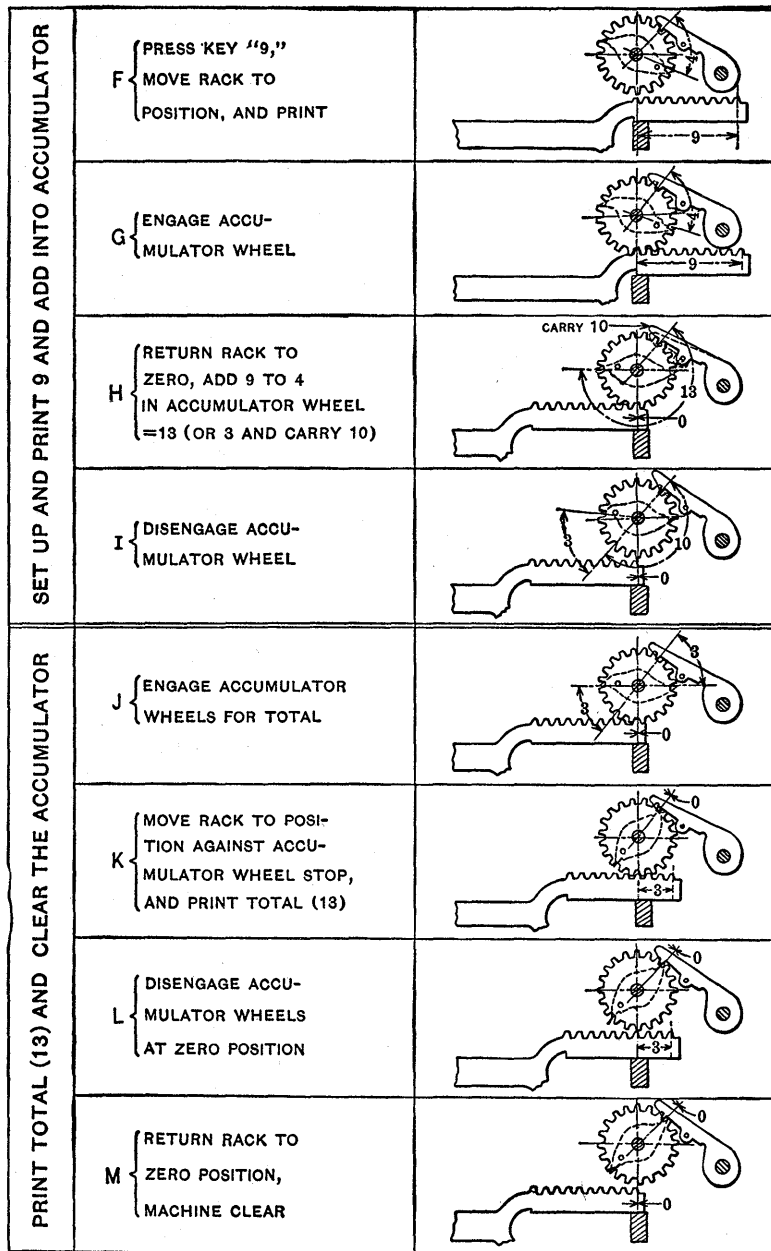 SET UP AND PRINT 9 AND ADD INTO ACCUMULATOR
F
PRESS KEY "9,"
MOVE RACK TO
POSITION, AND PRINT
4
9
G
ENGAGE ACCU-
MULATOR WHEEL
4
9
H
RETURN RACK TO
ZERO, ADD 9 TO 4
IN ACCUMULATOR WHEEL
=13 (OR 3 AND CARRY 10)
CARRY 10
13
0
I
DISENGAGE ACCU-
MULATOR WHEEL
3
10
0
PRINT TOTAL (13) AND CLEAR THE ACCUMULATOR
J
ENGAGE ACCUMULATOR
WHEELS FOR TOTAL
3
3
0
K
MOVE RACK TO POSI-
TION AGAINST ACCU-
MULATOR WHEEL STOP,
AND PRINT TOTAL (13)
0
3
L
DISENGAGE ACCU-
MULATOR WHEELS
AT ZERO POSITION
0
3
M
RETURN RACK TO
ZERO POSITION,
MACHINE CLEAR
0
0